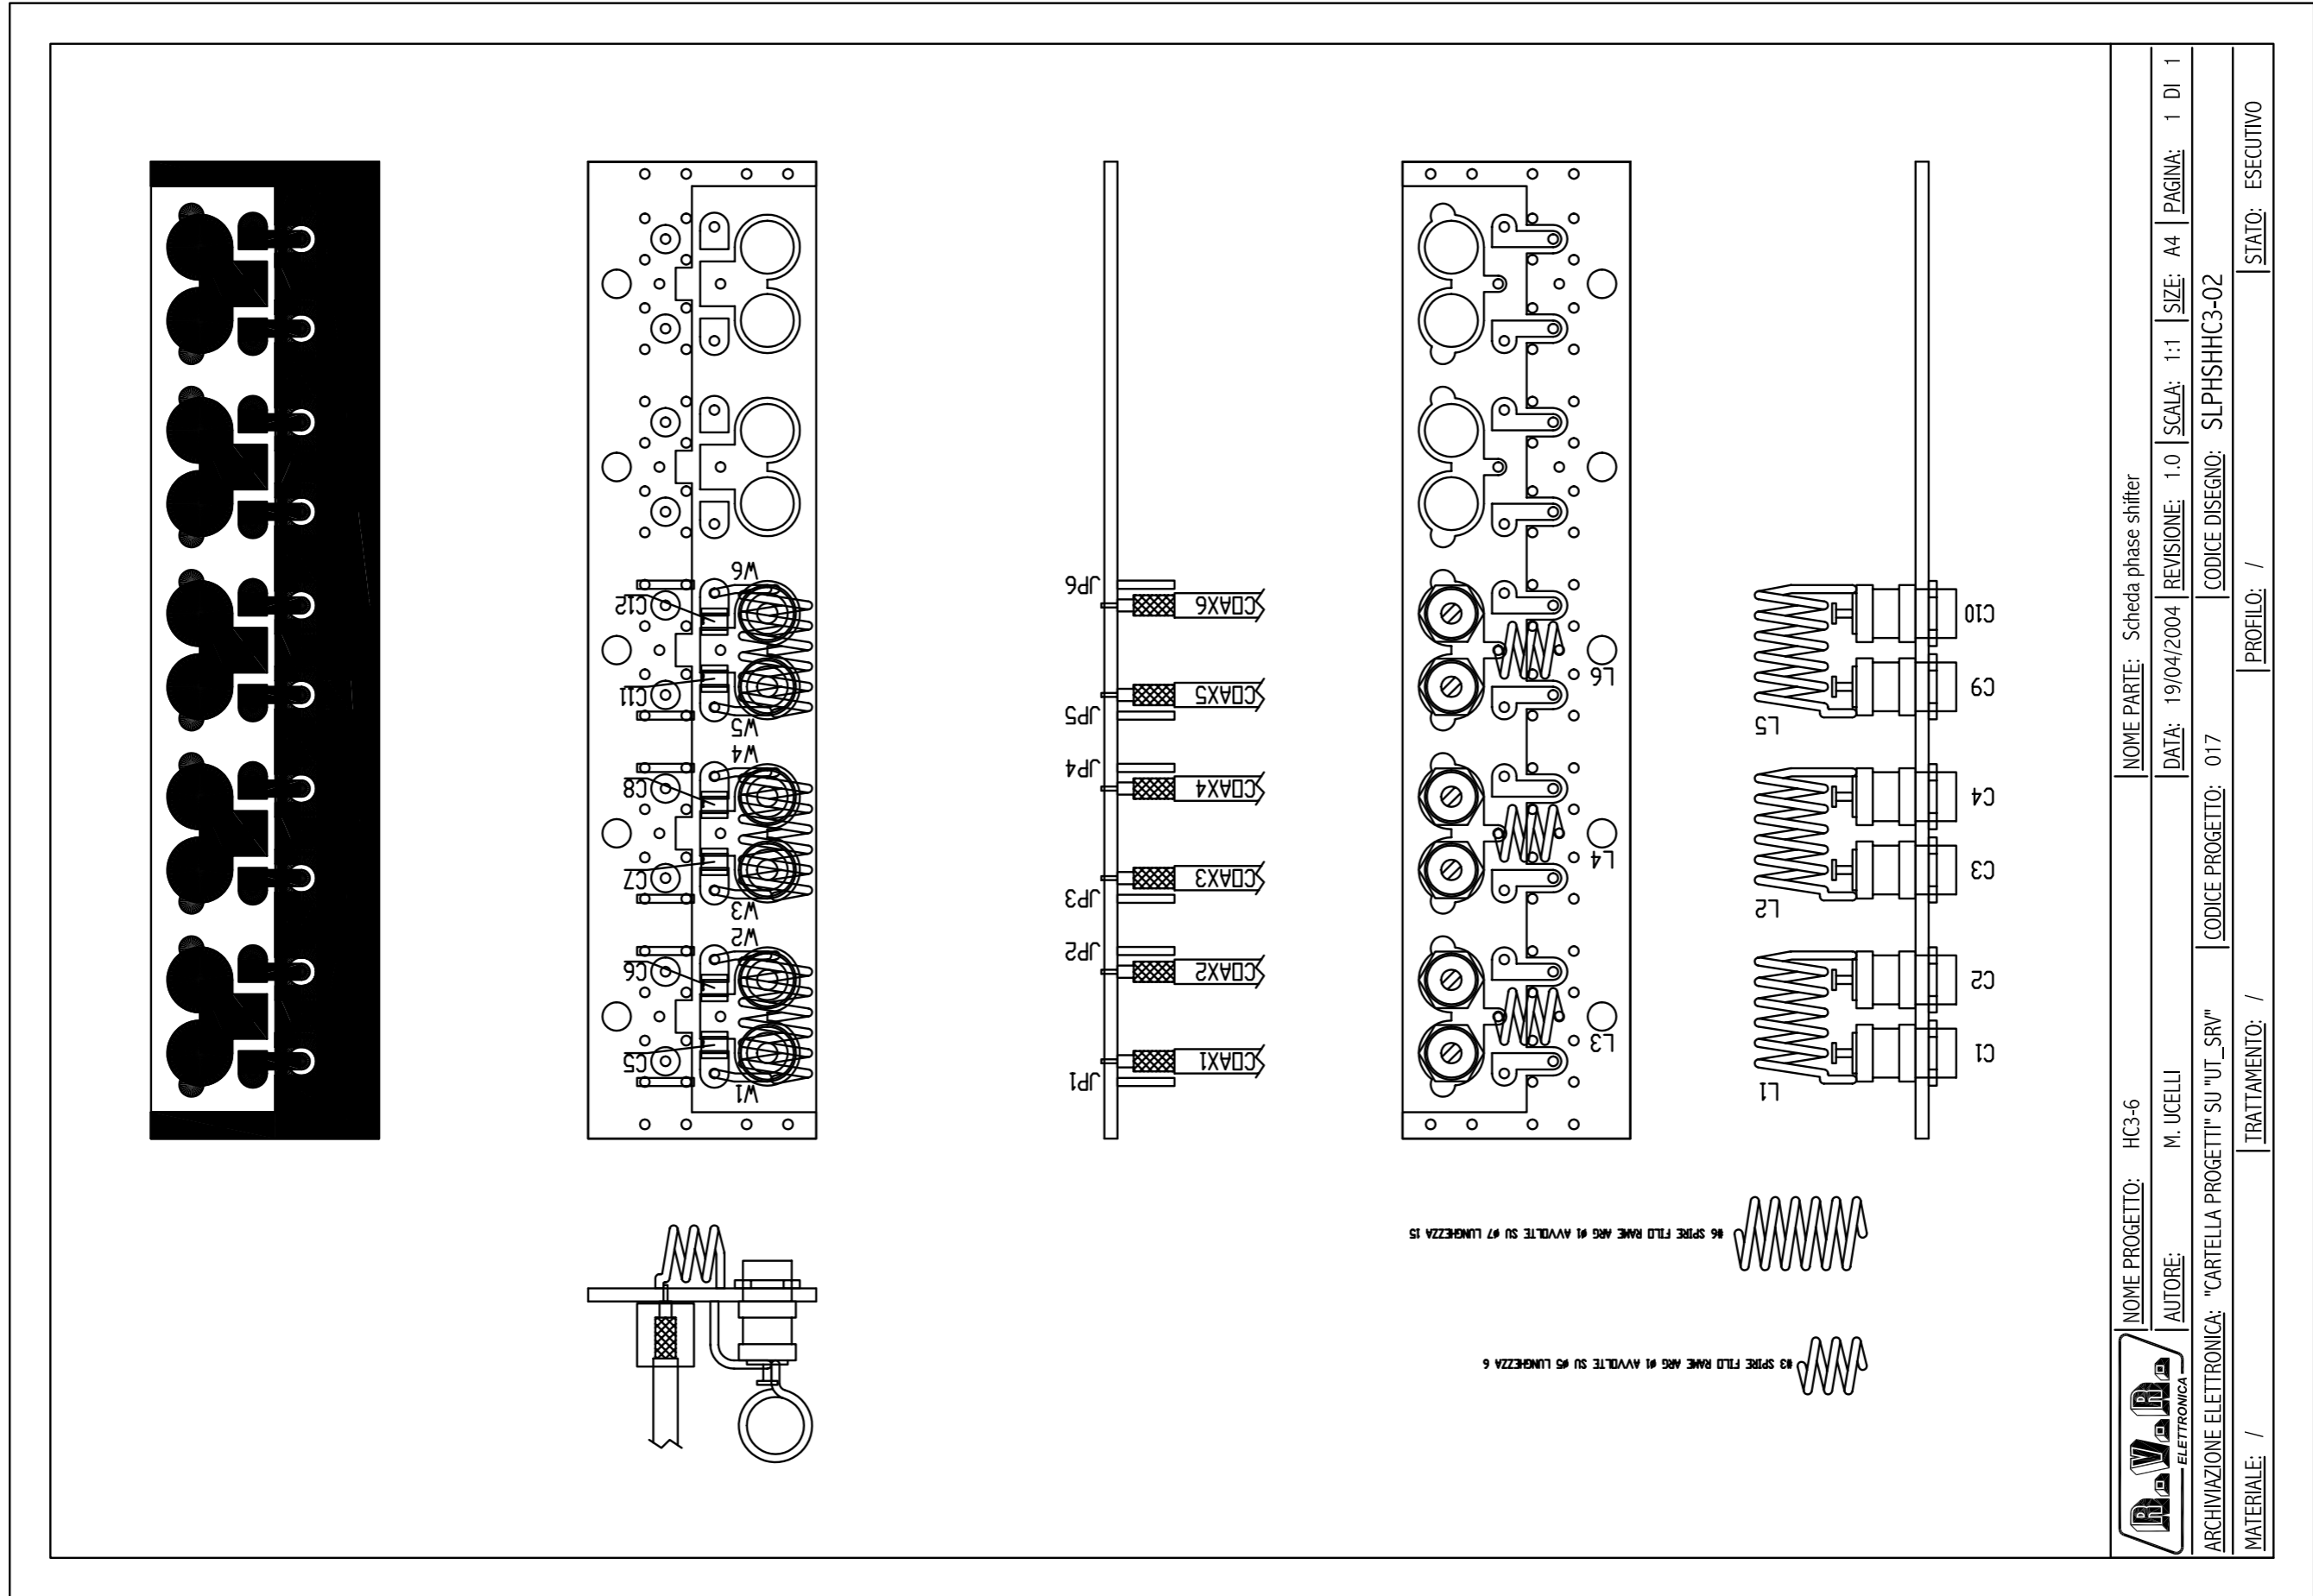 W1 W2 W3 W4 W5 W6
C5 C6 C7 C8 C11 C12
JP1 JP2 JP3 JP4 JP5 JP6
COAX1 COAX2 COAX3 COAX4 COAX5 COAX6
L3 L4 L6
L1 L2 L5
C1 C2 C3 C4 C9 C10
#6 SPIRE FILO RAME ARG ø1 AVVOLTE SU ø7 LUNGHEZZA 15
#3 SPIRE FILO RAME ARG ø1 AVVOLTE SU ø5 LUNGHEZZA 6
R.V.R.
ELETTRONICA
NOME PROGETTO: HC3-6 NOME PARTE: Scheda phase shifter
AUTORE: M. UCELLI DATA: 19/04/2004 REVISIONE: 1.0 SCALA: 1:1 SIZE: A4 PAGINA: 1 DI 1
ARCHIVIAZIONE ELETTRONICA: "CARTELLA PROGETTI" SU "UT_SRV" CODICE PROGETTO: 017 CODICE DISEGNO: SLPHSHHC3-02
MATERIALE: / TRATTAMENTO: / PROFILO: / STATO: ESECUTIVO